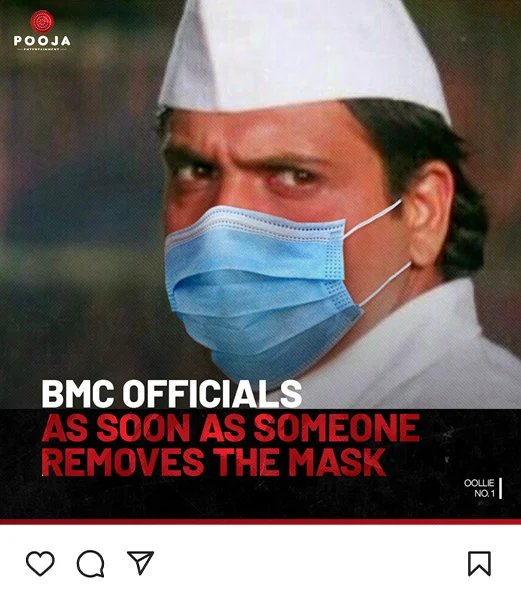 POOJA
ENTERTAINMENT
BMC OFFICIALS
AS SOON AS SOMEONE
REMOVES THE MASK
OOLLIE
NO.1